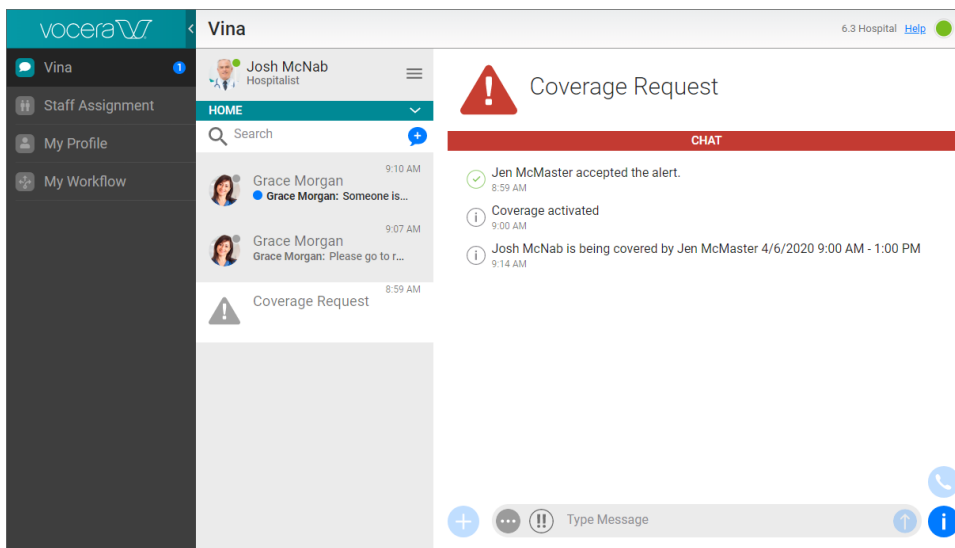 vocera
Vina
6.3 Hospital Help
Vina 1
Staff Assignment
My Profile
My Workflow
Josh McNab
Hospitalist
HOME
Search
9:10 AM
Grace Morgan
Grace Morgan: Someone is...
9:07 AM
Grace Morgan
Grace Morgan: Please go to r...
8:59 AM
Coverage Request
Coverage Request
CHAT
Jen McMaster accepted the alert.
8:59 AM
Coverage activated
9:00 AM
Josh McNab is being covered by Jen McMaster 4/6/2020 9:00 AM - 1:00 PM
9:14 AM
Type Message